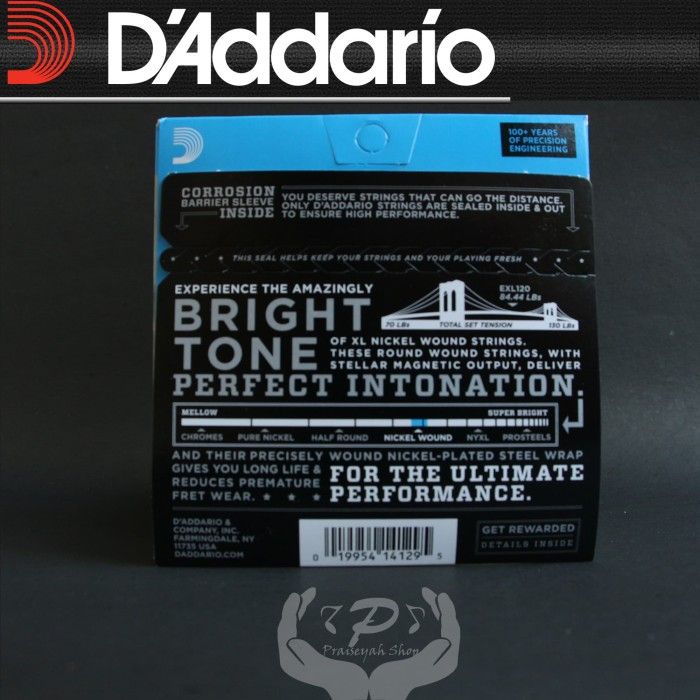 D'Addario
100+ YEARS
OF PRECISION
ENGINEERING
CORROSION
BARRIER SLEEVE
INSIDE
YOU DESERVE STRINGS THAT CAN GO THE DISTANCE.
ONLY D'ADDARIO STRINGS ARE SEALED INSIDE & OUT
TO ENSURE HIGH PERFORMANCE.
THIS SEAL HELPS KEEP YOUR STRINGS AND YOUR PLAYING FRESH
EXPERIENCE THE AMAZINGLY
BRIGHT
TONE
EXL120
84.44 LBs
70 LBs TOTAL SET TENSION 130 LBs
OF XL NICKEL WOUND STRINGS.
THESE ROUND WOUND STRINGS, WITH
STELLAR MAGNETIC OUTPUT, DELIVER
PERFECT INTONATION.
MELLOW SUPER BRIGHT
CHROMES PURE NICKEL HALF ROUND NICKEL WOUND NYXL PROSTEELS
AND THEIR PRECISELY WOUND NICKEL-PLATED STEEL WRAP
GIVES YOU LONG LIFE &
REDUCES PREMATURE
FRET WEAR.
FOR THE ULTIMATE
PERFORMANCE.
D'ADDARIO &
COMPANY, INC.
FARMINGDALE, NY
11735 USA
DADDARIO.COM
0 19954 14129 5
GET REWARDED
DETAILS INSIDE
P
Praiseyah Shop